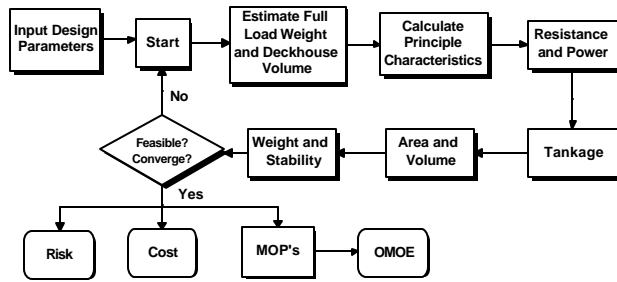 Input Design
Parameters
Start
Estimate Full
Load Weight
and Deckhouse
Volume
Calculate
Principle
Characteristics
Resistance
and Power
No
Feasible?
Converge?
Weight and
Stability
Area and
Volume
Tankage
Yes
Risk
Cost
MOP's
OMOE